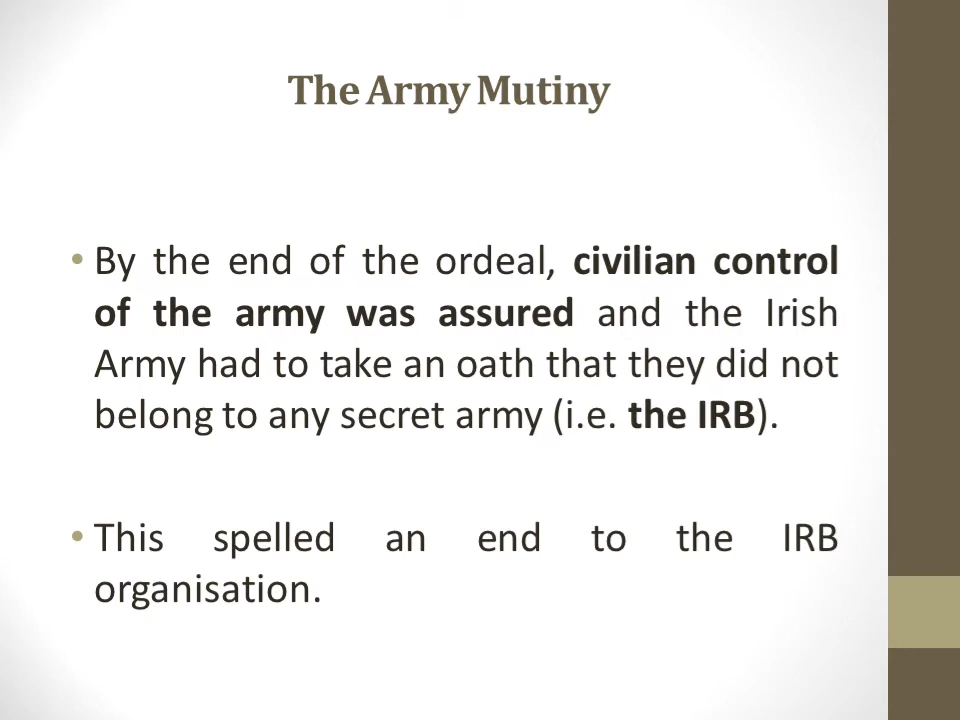 The Army Mutiny
• By the end of the ordeal, civilian control
of the army was assured and the Irish
Army had to take an oath that they did not
belong to any secret army (i.e. the IRB).
• This spelled an end to the IRB
organisation.